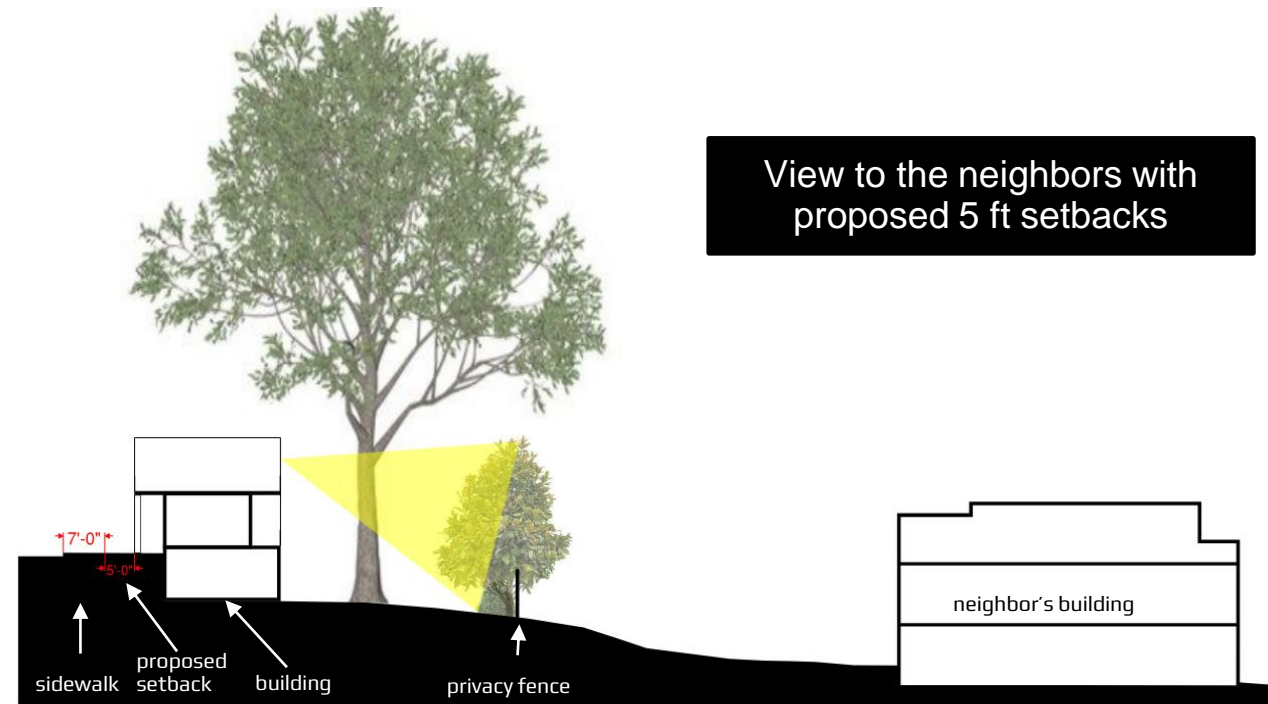 View to the neighbors with
proposed 5 ft setbacks
7'-0"
5'-0"
neighbor’s building
sidewalk
proposed
setback
building
privacy fence